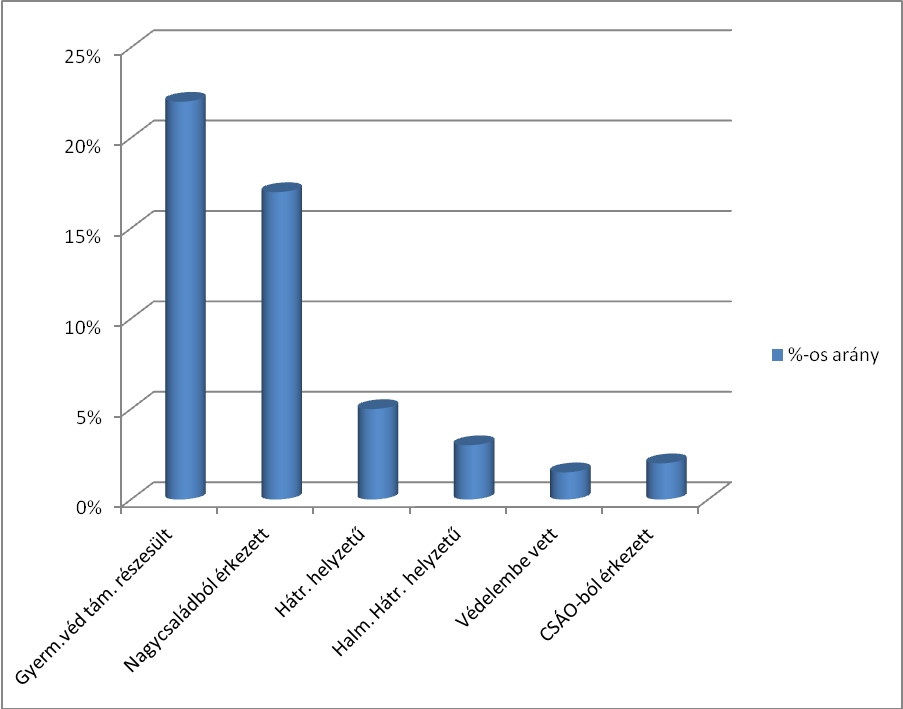 25%
20%
15%
10%
5%
0%
Gyerm.véd tám. részesült
Nagycsaládból érkezett
Hátr. helyzetű
Halm. Hátr. helyzetű
Védelembe vett
CSÁO-ból érkezett
%-os arány